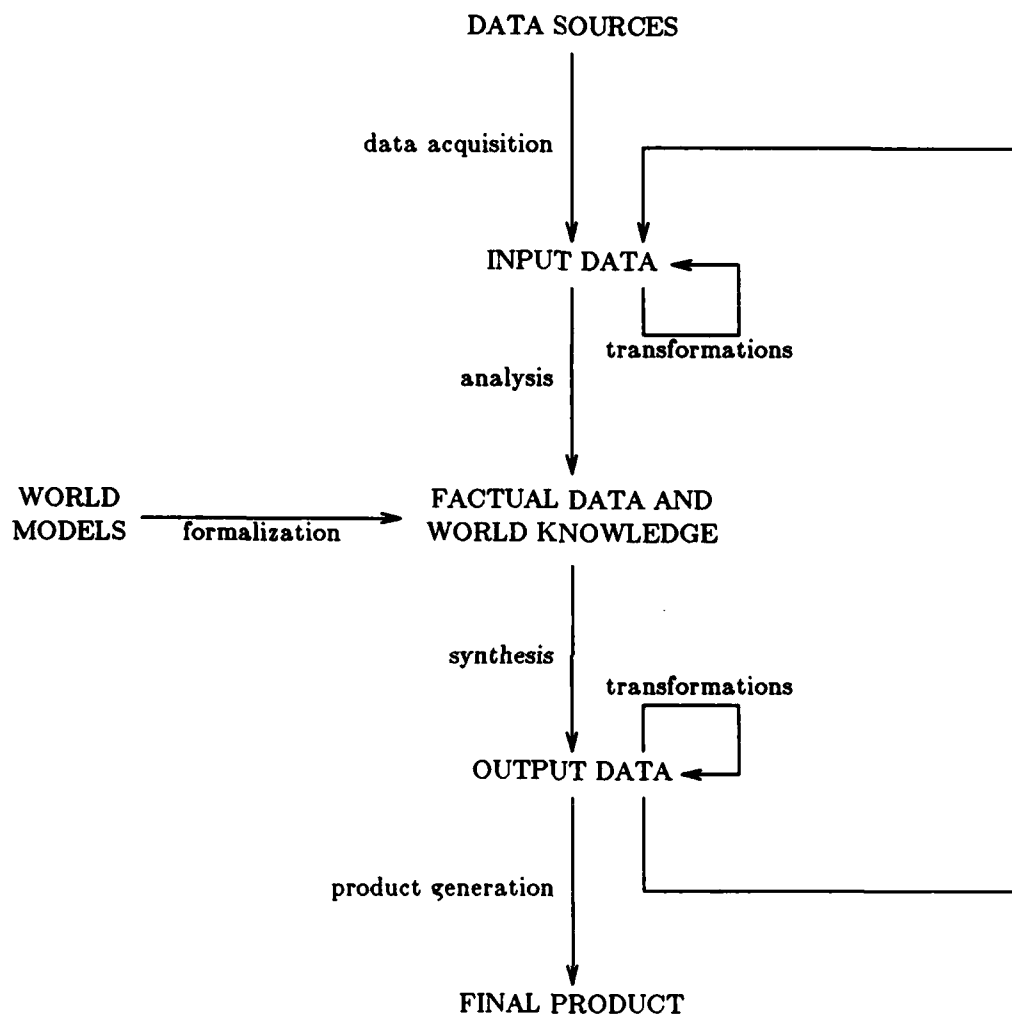 DATA SOURCES
data acquisition
INPUT DATA
transformations
analysis
WORLD
MODELS
formalization
FACTUAL DATA AND
WORLD KNOWLEDGE
synthesis
transformations
OUTPUT DATA
product generation
FINAL PRODUCT